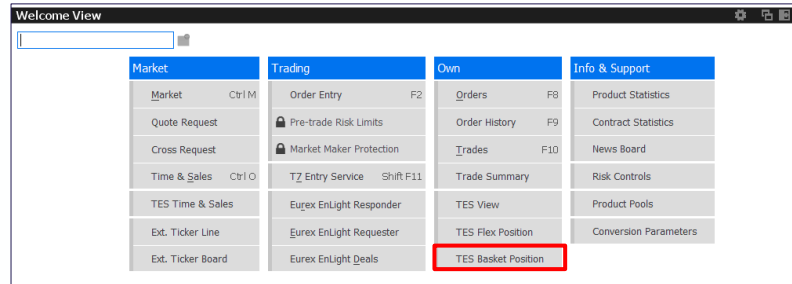 Welcome View
Market Trading Own Info & Support
Market Ctrl M Order Entry F2 Orders F8 Product Statistics
Quote Request Pre-trade Risk Limits Order History F9 Contract Statistics
Cross Request Market Maker Protection Trades F10 News Board
Time & Sales Ctrl O T7 Entry Service Shift F11 Trade Summary Risk Controls
TES Time & Sales Eurex EnLight Responder TES View Product Pools
Ext. Ticker Line Eurex EnLight Requester TES Flex Position Conversion Parameters
Ext. Ticker Board Eurex EnLight Deals TES Basket Position